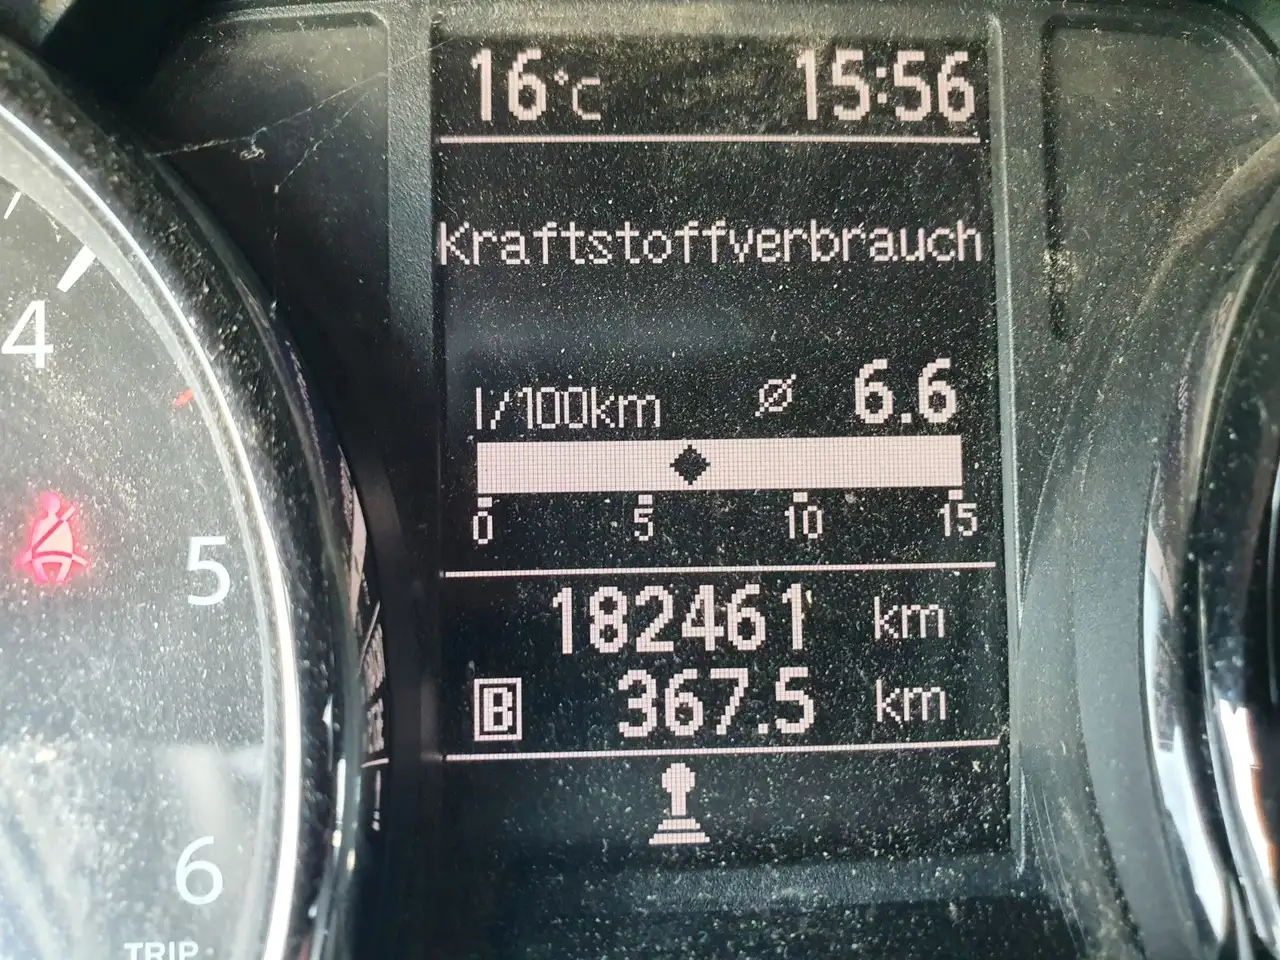 16°C 15:56
Kraftstoffverbrauch
l/100km ⌀ 6.6
0 5 10 15
182461 km
B 367.5 km
4
5
6
TRIP